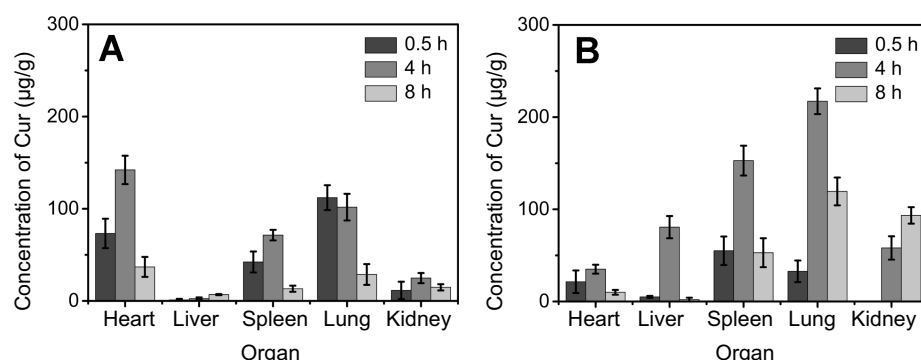 A
Concentration of Cur (µg/g)
300
200
100
0
0.5 h
4 h
8 h
Heart Liver Spleen Lung Kidney
Organ
B
Concentration of Cur (µg/g)
300
200
100
0
0.5 h
4 h
8 h
Heart Liver Spleen Lung Kidney
Organ